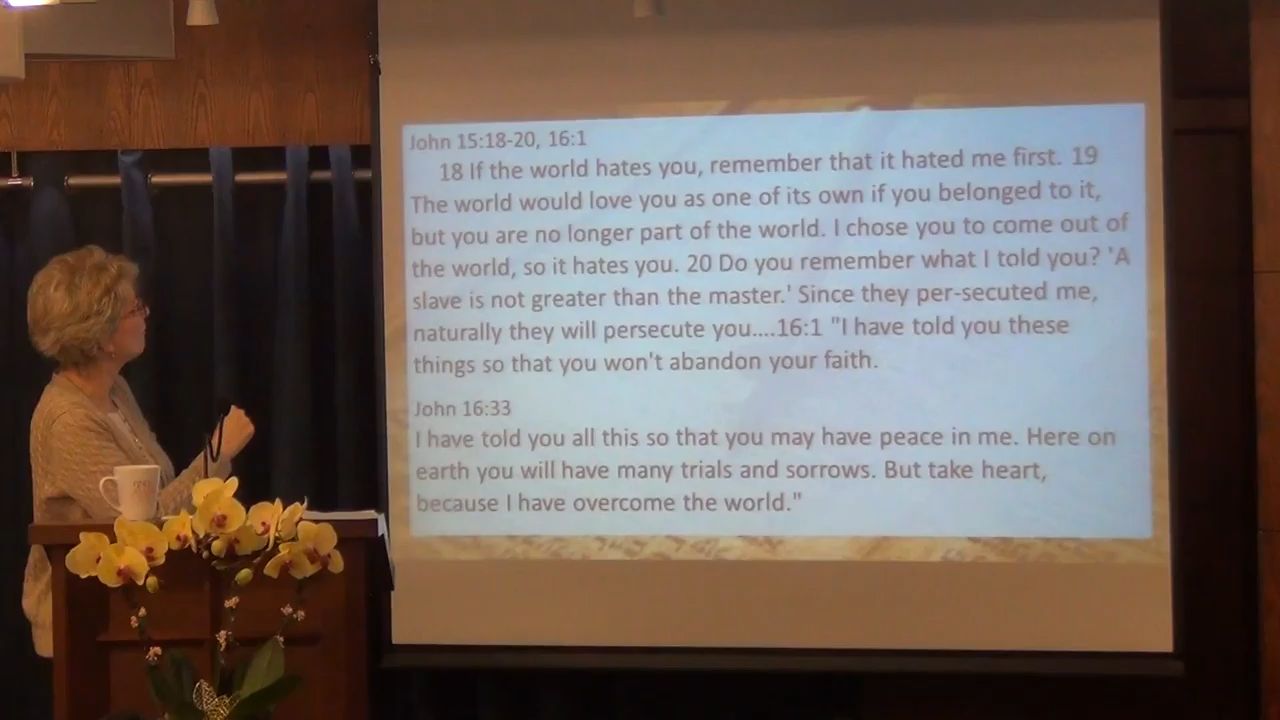 John 15:18-20, 16:1
18 If the world hates you, remember that it hated me first. 19
The world would love you as one of its own if you belonged to it,
but you are no longer part of the world. I chose you to come out of
the world, so it hates you. 20 Do you remember what I told you? 'A
slave is not greater than the master.' Since they per-secuted me,
naturally they will persecute you....16:1 "I have told you these
things so that you won't abandon your faith.
John 16:33
I have told you all this so that you may have peace in me. Here on
earth you will have many trials and sorrows. But take heart,
because I have overcome the world."